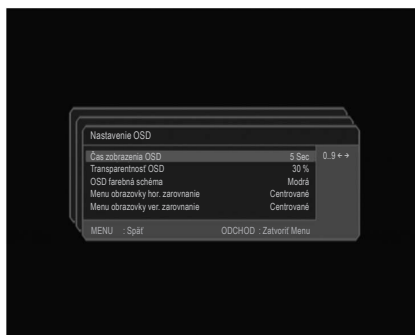 Nastavenie OSD
Čas zobrazenia OSD 5 Sec 0..9 ←→
Transparentnosť OSD 30 %
OSD farebná schéma Modrá
Menu obrazovky hor. zarovnanie Centrované
Menu obrazovky ver. zarovnanie Centrované
MENU : Späť ODCHOD : Zatvoriť Menu